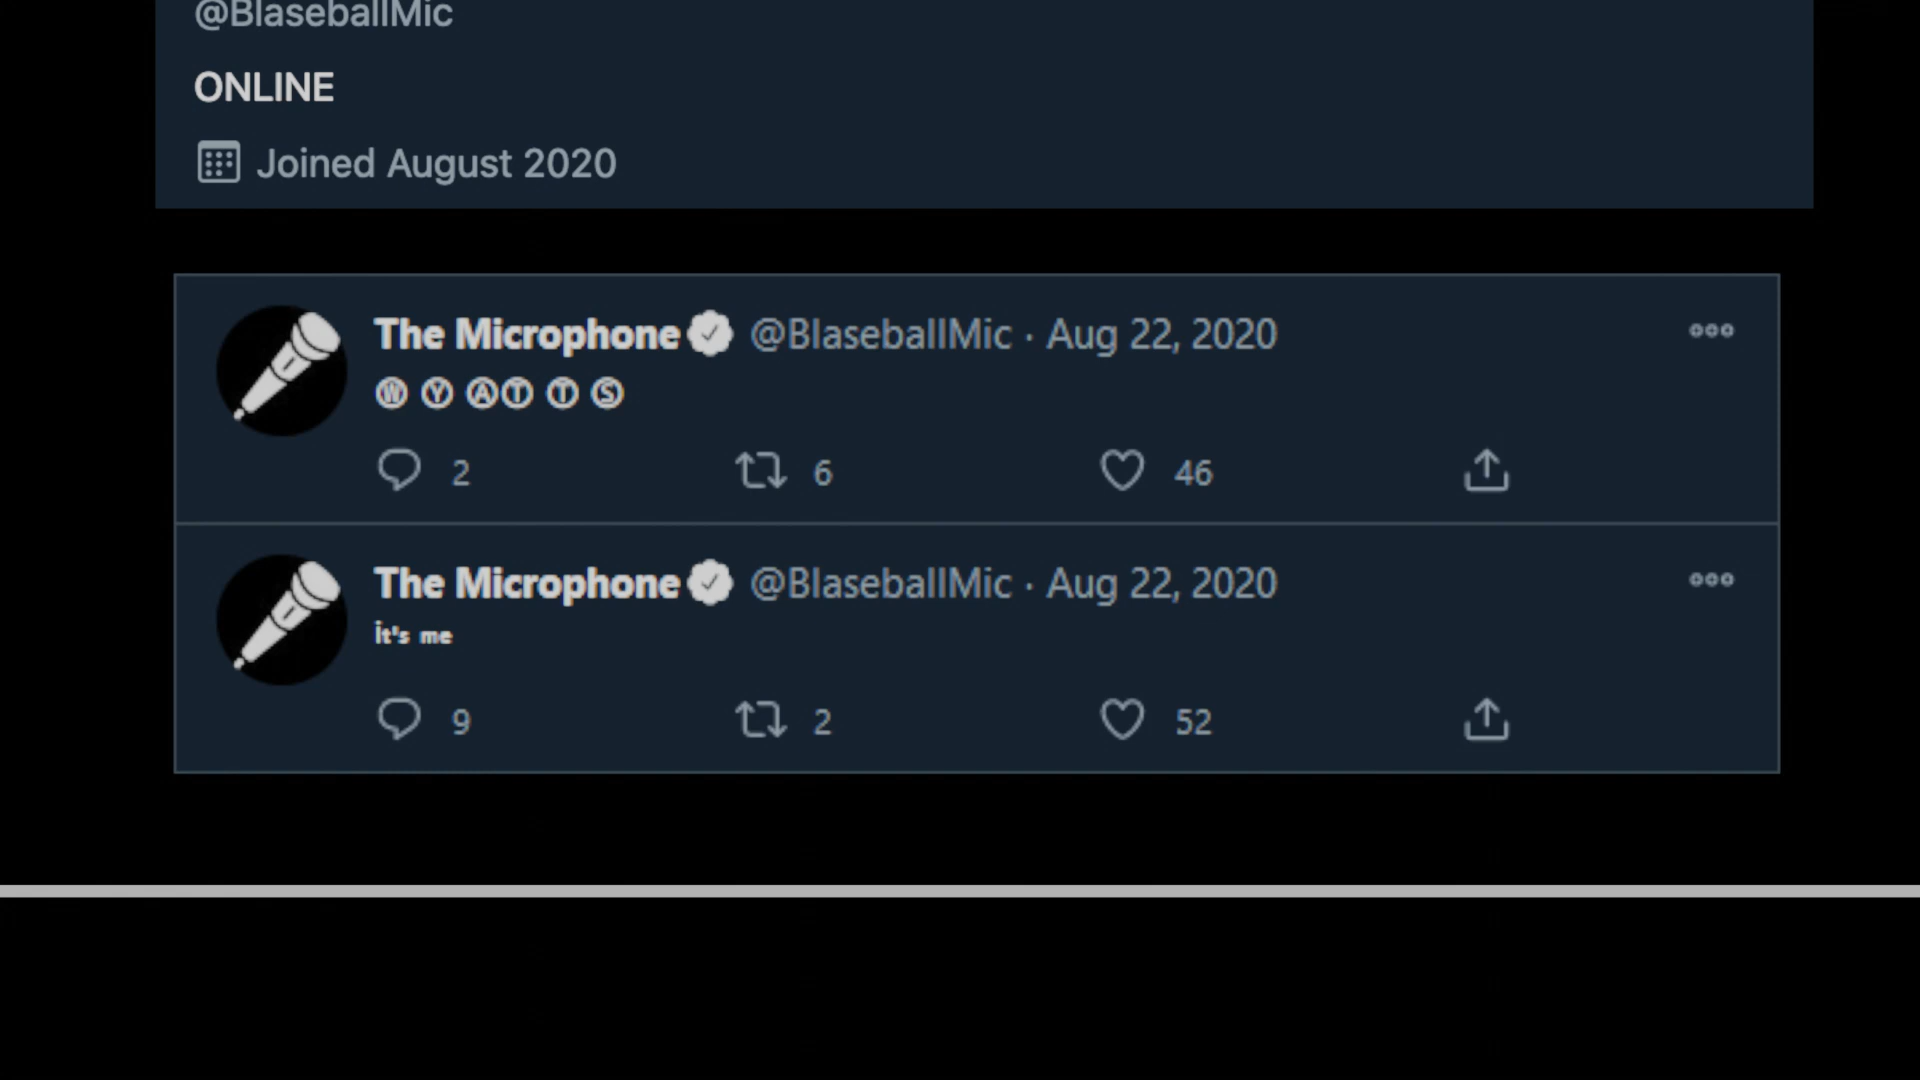 @BlaseballMic
ONLINE
Joined August 2020
The Microphone @BlaseballMic · Aug 22, 2020
Ⓦ Ⓨ ⒶⓉ Ⓣ Ⓢ
2 6 46
The Microphone @BlaseballMic · Aug 22, 2020
it's me
9 2 52